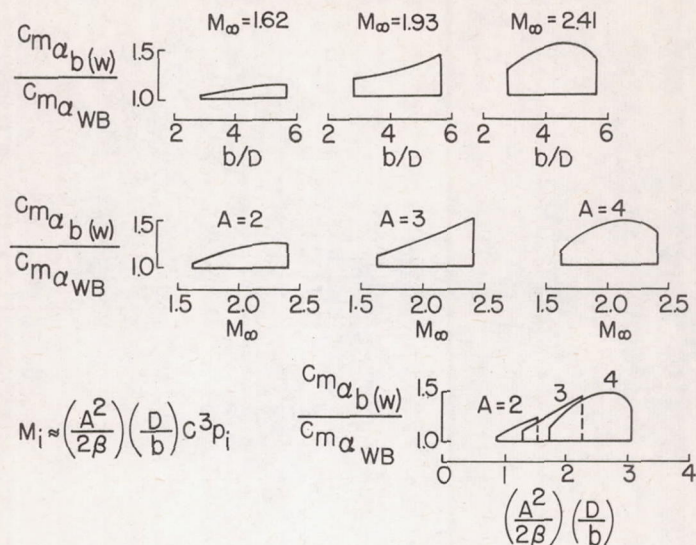 M∞=1.62 M∞=1.93 M∞=2.41
Cmαb(w)
CmαWB
1.5
1.0
2 4 6 2 4 6 2 4 6
b/D b/D b/D
Cmαb(w)
CmαWB
1.5
1.0
A=2 A=3 A=4
1.5 2.0 2.5 1.5 2.0 2.5 1.5 2.0 2.5
M∞ M∞ M∞
Mi≈(A²/2β)(D/b)C³pi
Cmαb(w)
CmαWB
1.5
1.0
A=2 3 4
0 1 2 3 4
(A²/2β)(D/b)